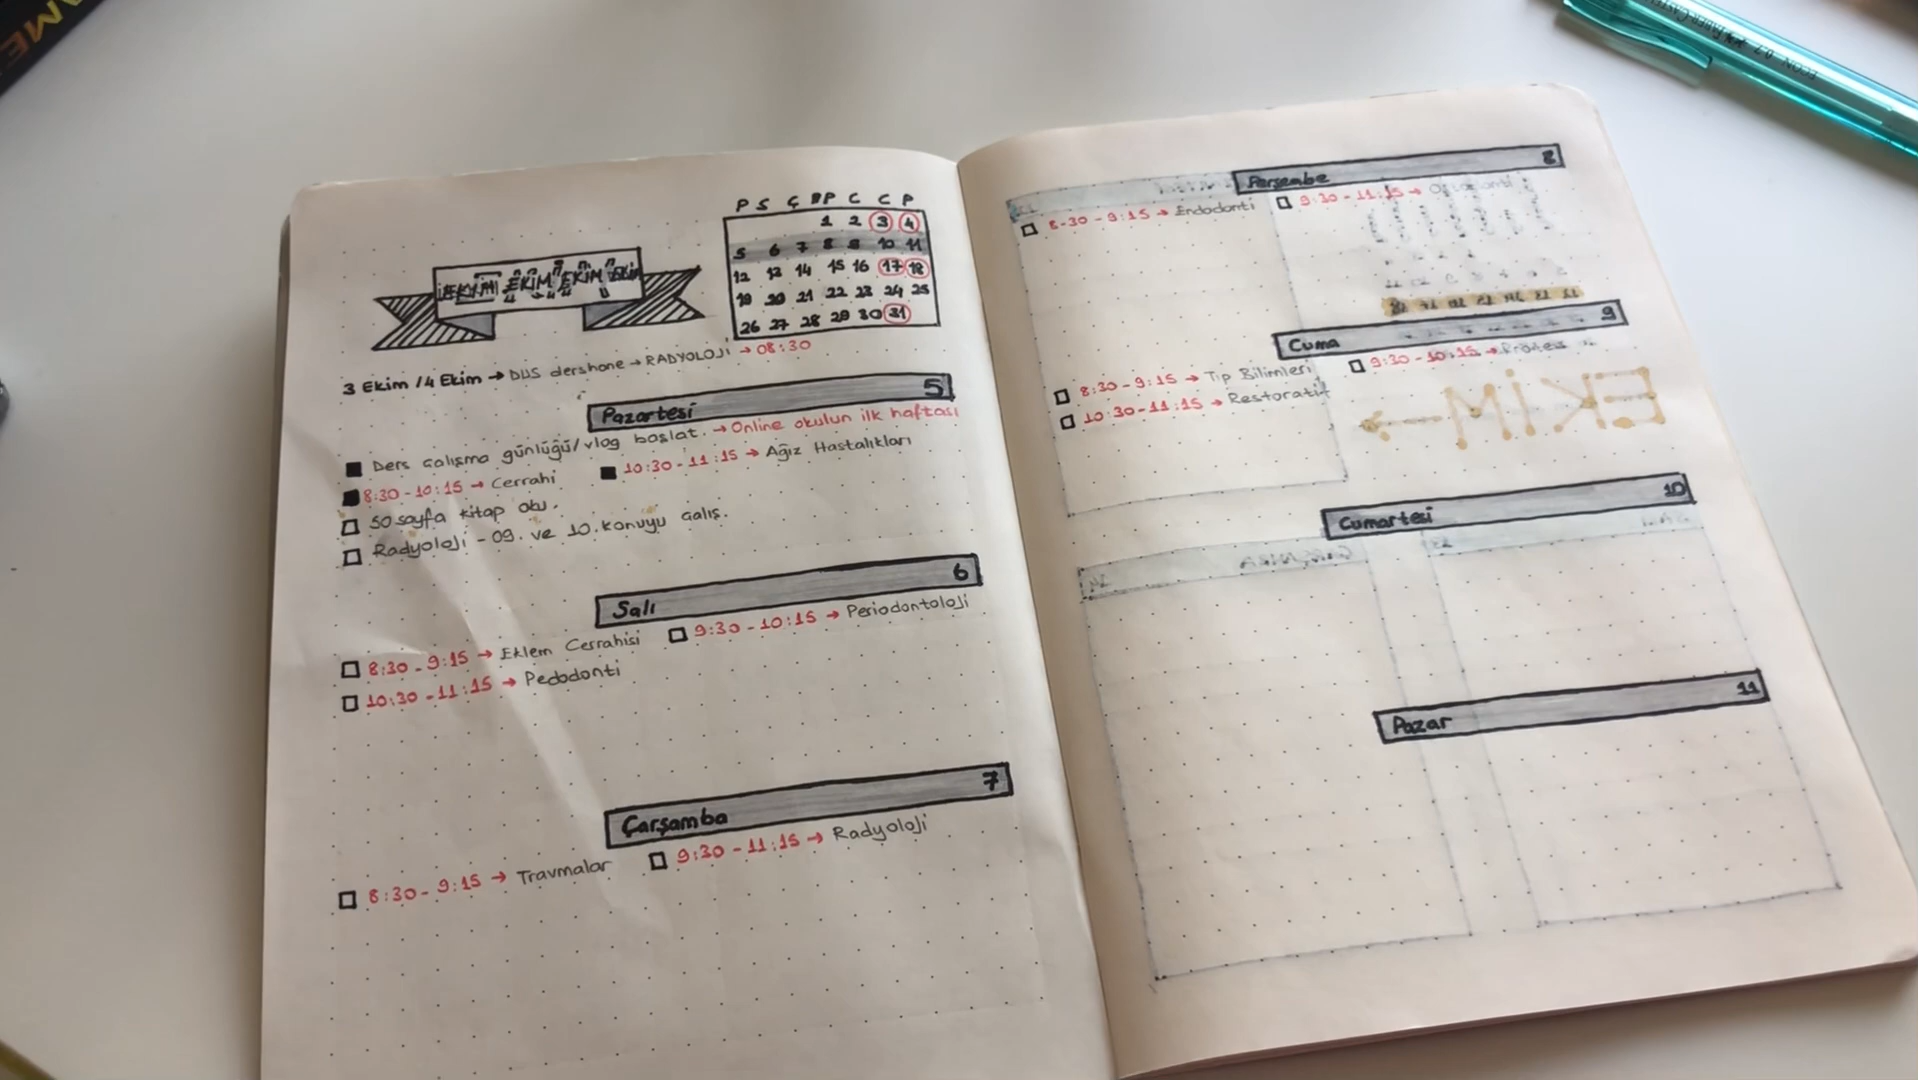 EKİM EKİM
P S Ç P C C P
1 2 3 4
5 6 7 8 9 10 11
12 13 14 15 16 17 18
19 20 21 22 23 24 25
26 27 28 29 30 31
3 Ekim / 4 Ekim → DUS dershane → RADYOLOJİ → 08:30
Pazartesi 5
Ders çalışma günlüğü/vlog başlat. → Online okulun ilk haftası
8:30 - 10:15 → Cerrahi 10:30 - 11:15 → Ağız Hastalıkları
50 sayfa kitap oku.
Radyoloji - 09. ve 10. konuyu çalış.
Salı 6
8:30 - 9:15 → Eklem Cerrahisi 9:30 - 10:15 → Periodontoloji
10:30 - 11:15 → Pedodonti
Çarşamba 7
8:30 - 9:15 → Travmalar 9:30 - 11:15 → Radyoloji
Perşembe 8
8:30 - 9:15 → Endodonti 9:30 - 11:15 →
Cuma 9
8:30 - 9:15 → Tıp Bilimleri 9:30 - 10:15 → Protez
10:30 - 11:15 → Restoratif
Cumartesi 10
Pazar 11
EKİM
ECON 0.7 FABER-CASTELL